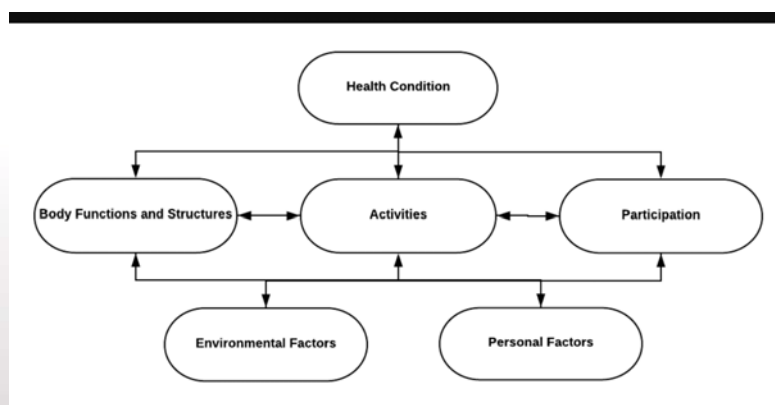 Health Condition
Body Functions and Structures
Activities
Participation
Environmental Factors
Personal Factors